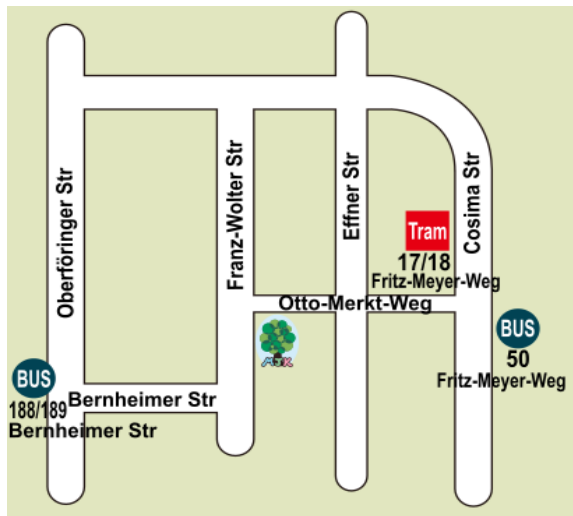 Oberföringer Str
Franz-Wolter Str
Effner Str
Cosima Str
Tram
17/18
Fritz-Meyer-Weg
Otto-Merkt-Weg
BUS
50
Fritz-Meyer-Weg
MJK
BUS
188/189
Bernheimer Str
Bernheimer Str